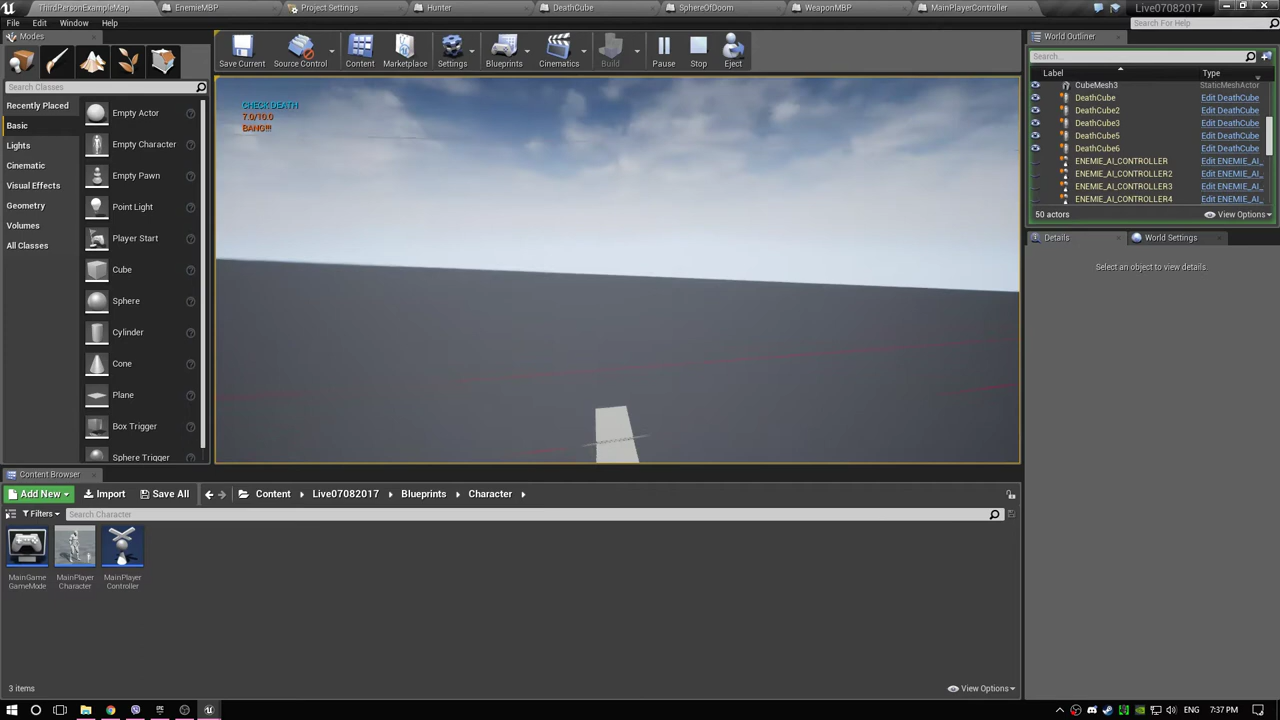 ThirdPersonExampleMap
EnemieMBP
Project Settings
Hunter
DeathCube
SphereOfDoom
WeaponMBP
MainPlayerController
Live07082017
File
Edit
Window
Help
Search For Help
Modes
Search Classes
Recently Placed
Basic
Lights
Cinematic
Visual Effects
Geometry
Volumes
All Classes
Empty Actor
Empty Character
Empty Pawn
Point Light
Player Start
Cube
Sphere
Cylinder
Cone
Plane
Box Trigger
Sphere Trigger
Save Current
Source Control
Content
Marketplace
Settings
Blueprints
Cinematics
Build
Pause
Stop
Eject
CHECK DEATH
7.0/10.0
BANG!!!
World Outliner
Search...
Label
Type
CubeMesh3 StaticMeshActor
DeathCube Edit DeathCube
DeathCube2 Edit DeathCube
DeathCube3 Edit DeathCube
DeathCube5 Edit DeathCube
DeathCube6 Edit DeathCube
ENEMIE_AI_CONTROLLER Edit ENEMIE_AI_
ENEMIE_AI_CONTROLLER2 Edit ENEMIE_AI_
ENEMIE_AI_CONTROLLER3 Edit ENEMIE_AI_
ENEMIE_AI_CONTROLLER4 Edit ENEMIE_AI_
50 actors
View Options
Details
World Settings
Select an object to view details.
Content Browser
Add New
Import
Save All
Content
Live07082017
Blueprints
Character
Filters
Search Character
MainGame
GameMode
MainPlayer
Character
MainPlayer
Controller
3 items
View Options
ENG
7:37 PM